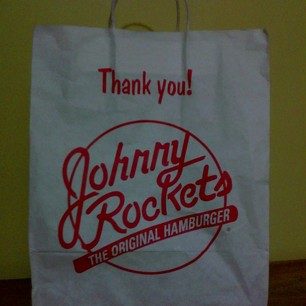 Thank you!
Johnny
Rockets
THE ORIGINAL HAMBURGER